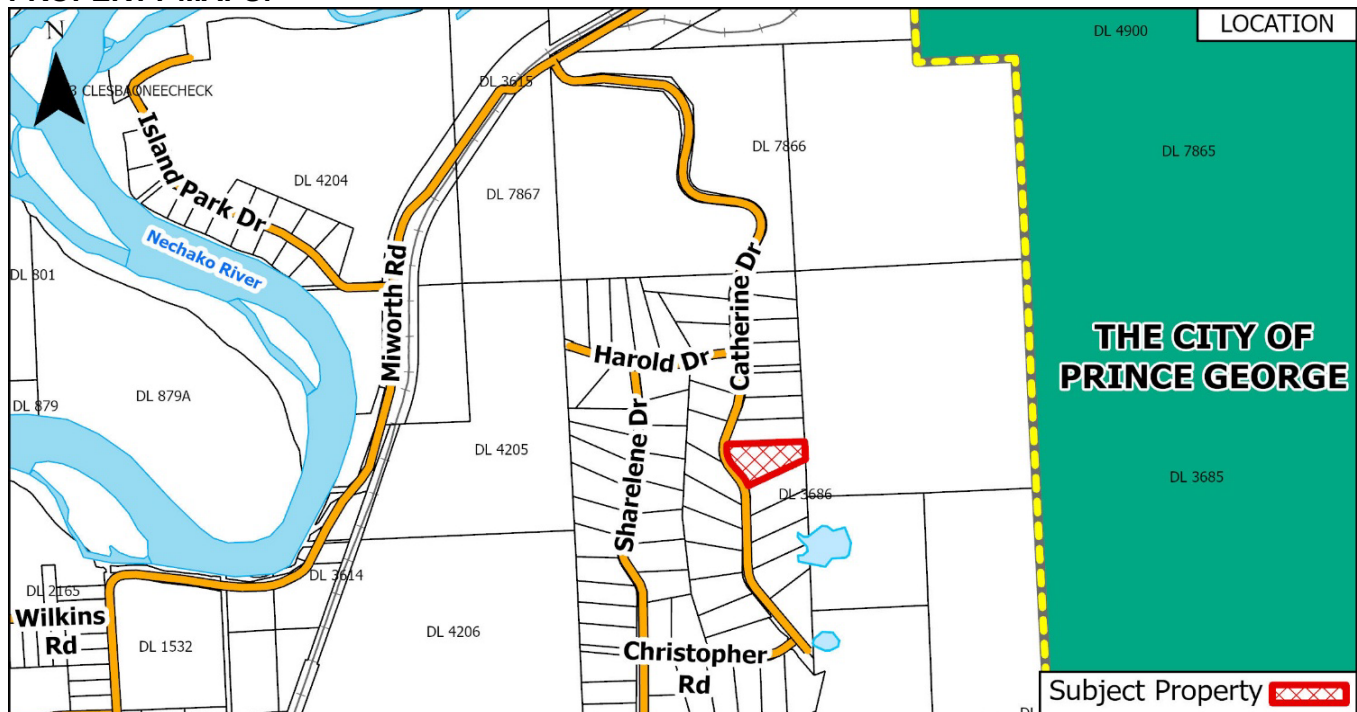 LOCATION
N
DL 4900
DL 3615
CLESBAONEECHECK
Island Park Dr
DL 7866
DL 7865
DL 4204
DL 7867
Nechako River
DL 801
Miworth Rd
Catherine Dr
THE CITY OF
PRINCE GEORGE
Harold Dr
DL 879A
DL 879
Sharelene Dr
DL 4205
DL 3685
DL 3686
DL 3614
DL 2165
Wilkins
Rd
DL 1532
DL 4206
Christopher
Rd
Subject Property